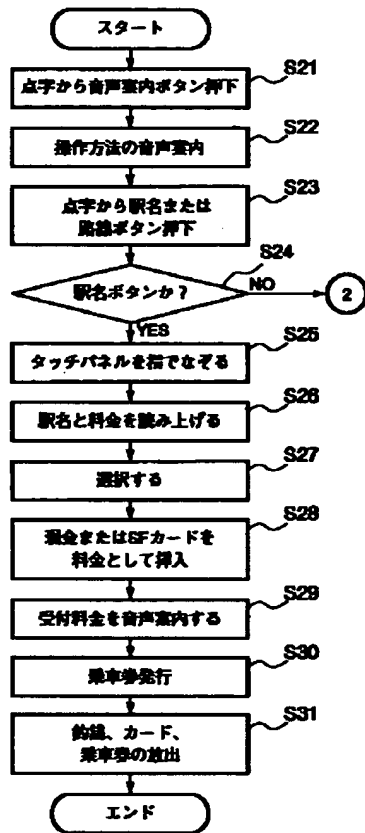 スタート
S21
点字から音声案内ボタン押下
S22
操作方法の音声案内
S23
点字から駅名または
路線ボタン押下
S24
駅名ボタンか？
NO
2
YES
S25
タッチパネルを指でなぞる
S26
駅名と料金を読み上げる
S27
選択する
S28
現金またはSFカードを
料金として挿入
S29
受付料金を音声案内する
S30
乗車券発行
S31
釣銭、カード、
乗車券の放出
エンド